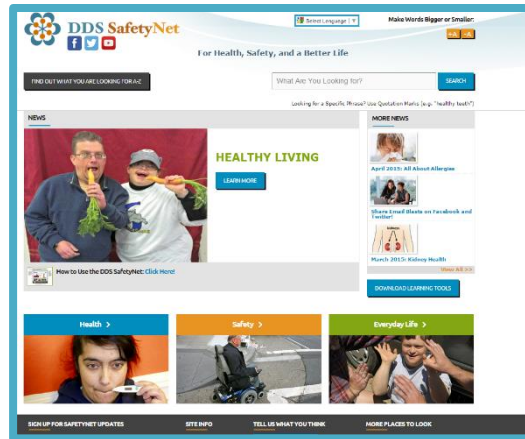 DDS SafetyNet
Select Language
Make Words Bigger or Smaller:
+A -A
For Health, Safety, and a Better Life
FIND OUT WHAT YOU ARE LOOKING FOR A-Z
What Are You Looking for?
SEARCH
Looking for a Specific Phrase? Use Quotation Marks (e.g. "healthy teeth")
NEWS
HEALTHY LIVING
LEARN MORE
How to Use the DDS SafetyNet: Click Here!
MORE NEWS
April 2015: All About Allergies
Share Email Blasts on Facebook and
Twitter!
March 2015: Kidney Health
View All >>
DOWNLOAD LEARNING TOOLS
Health >
Safety >
Everyday Life >
SIGN UP FOR SAFETYNET UPDATES
SITE INFO
TELL US WHAT YOU THINK
MORE PLACES TO LOOK